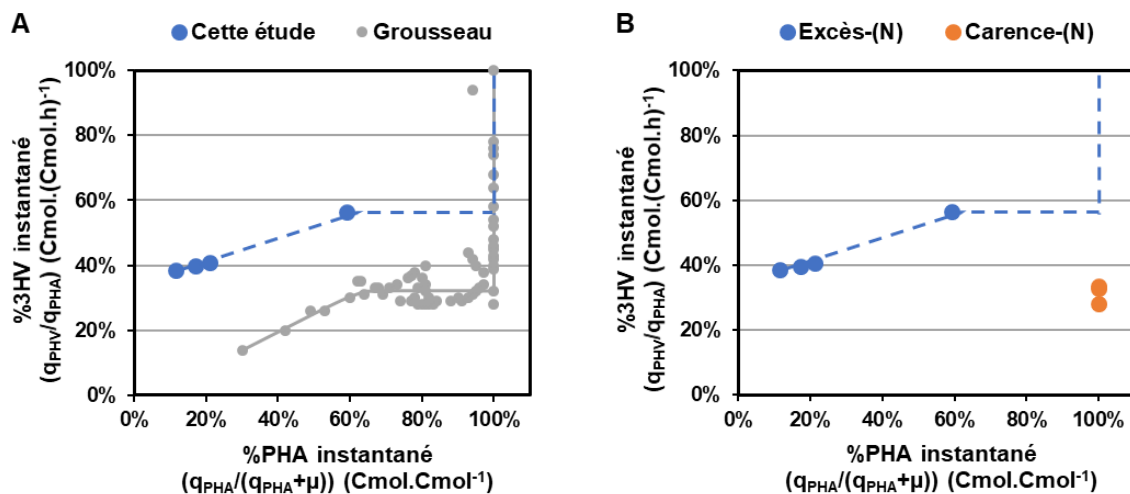 A
Cette étude
Grousseau
100%
80%
60%
40%
20%
0%
%3HV instantané
(qPHV/qPHA) (Cmol.(Cmol.h)-1)
0% 20% 40% 60% 80% 100%
%PHA instantané
(qPHA/(qPHA+µ)) (Cmol.Cmol-1)
B
Excès-(N)
Carence-(N)
100%
80%
60%
40%
20%
0%
%3HV instantané
(qPHV/qPHA) (Cmol.(Cmol.h)-1)
0% 20% 40% 60% 80% 100%
%PHA instantané
(qPHA/(qPHA+µ)) (Cmol.Cmol-1)